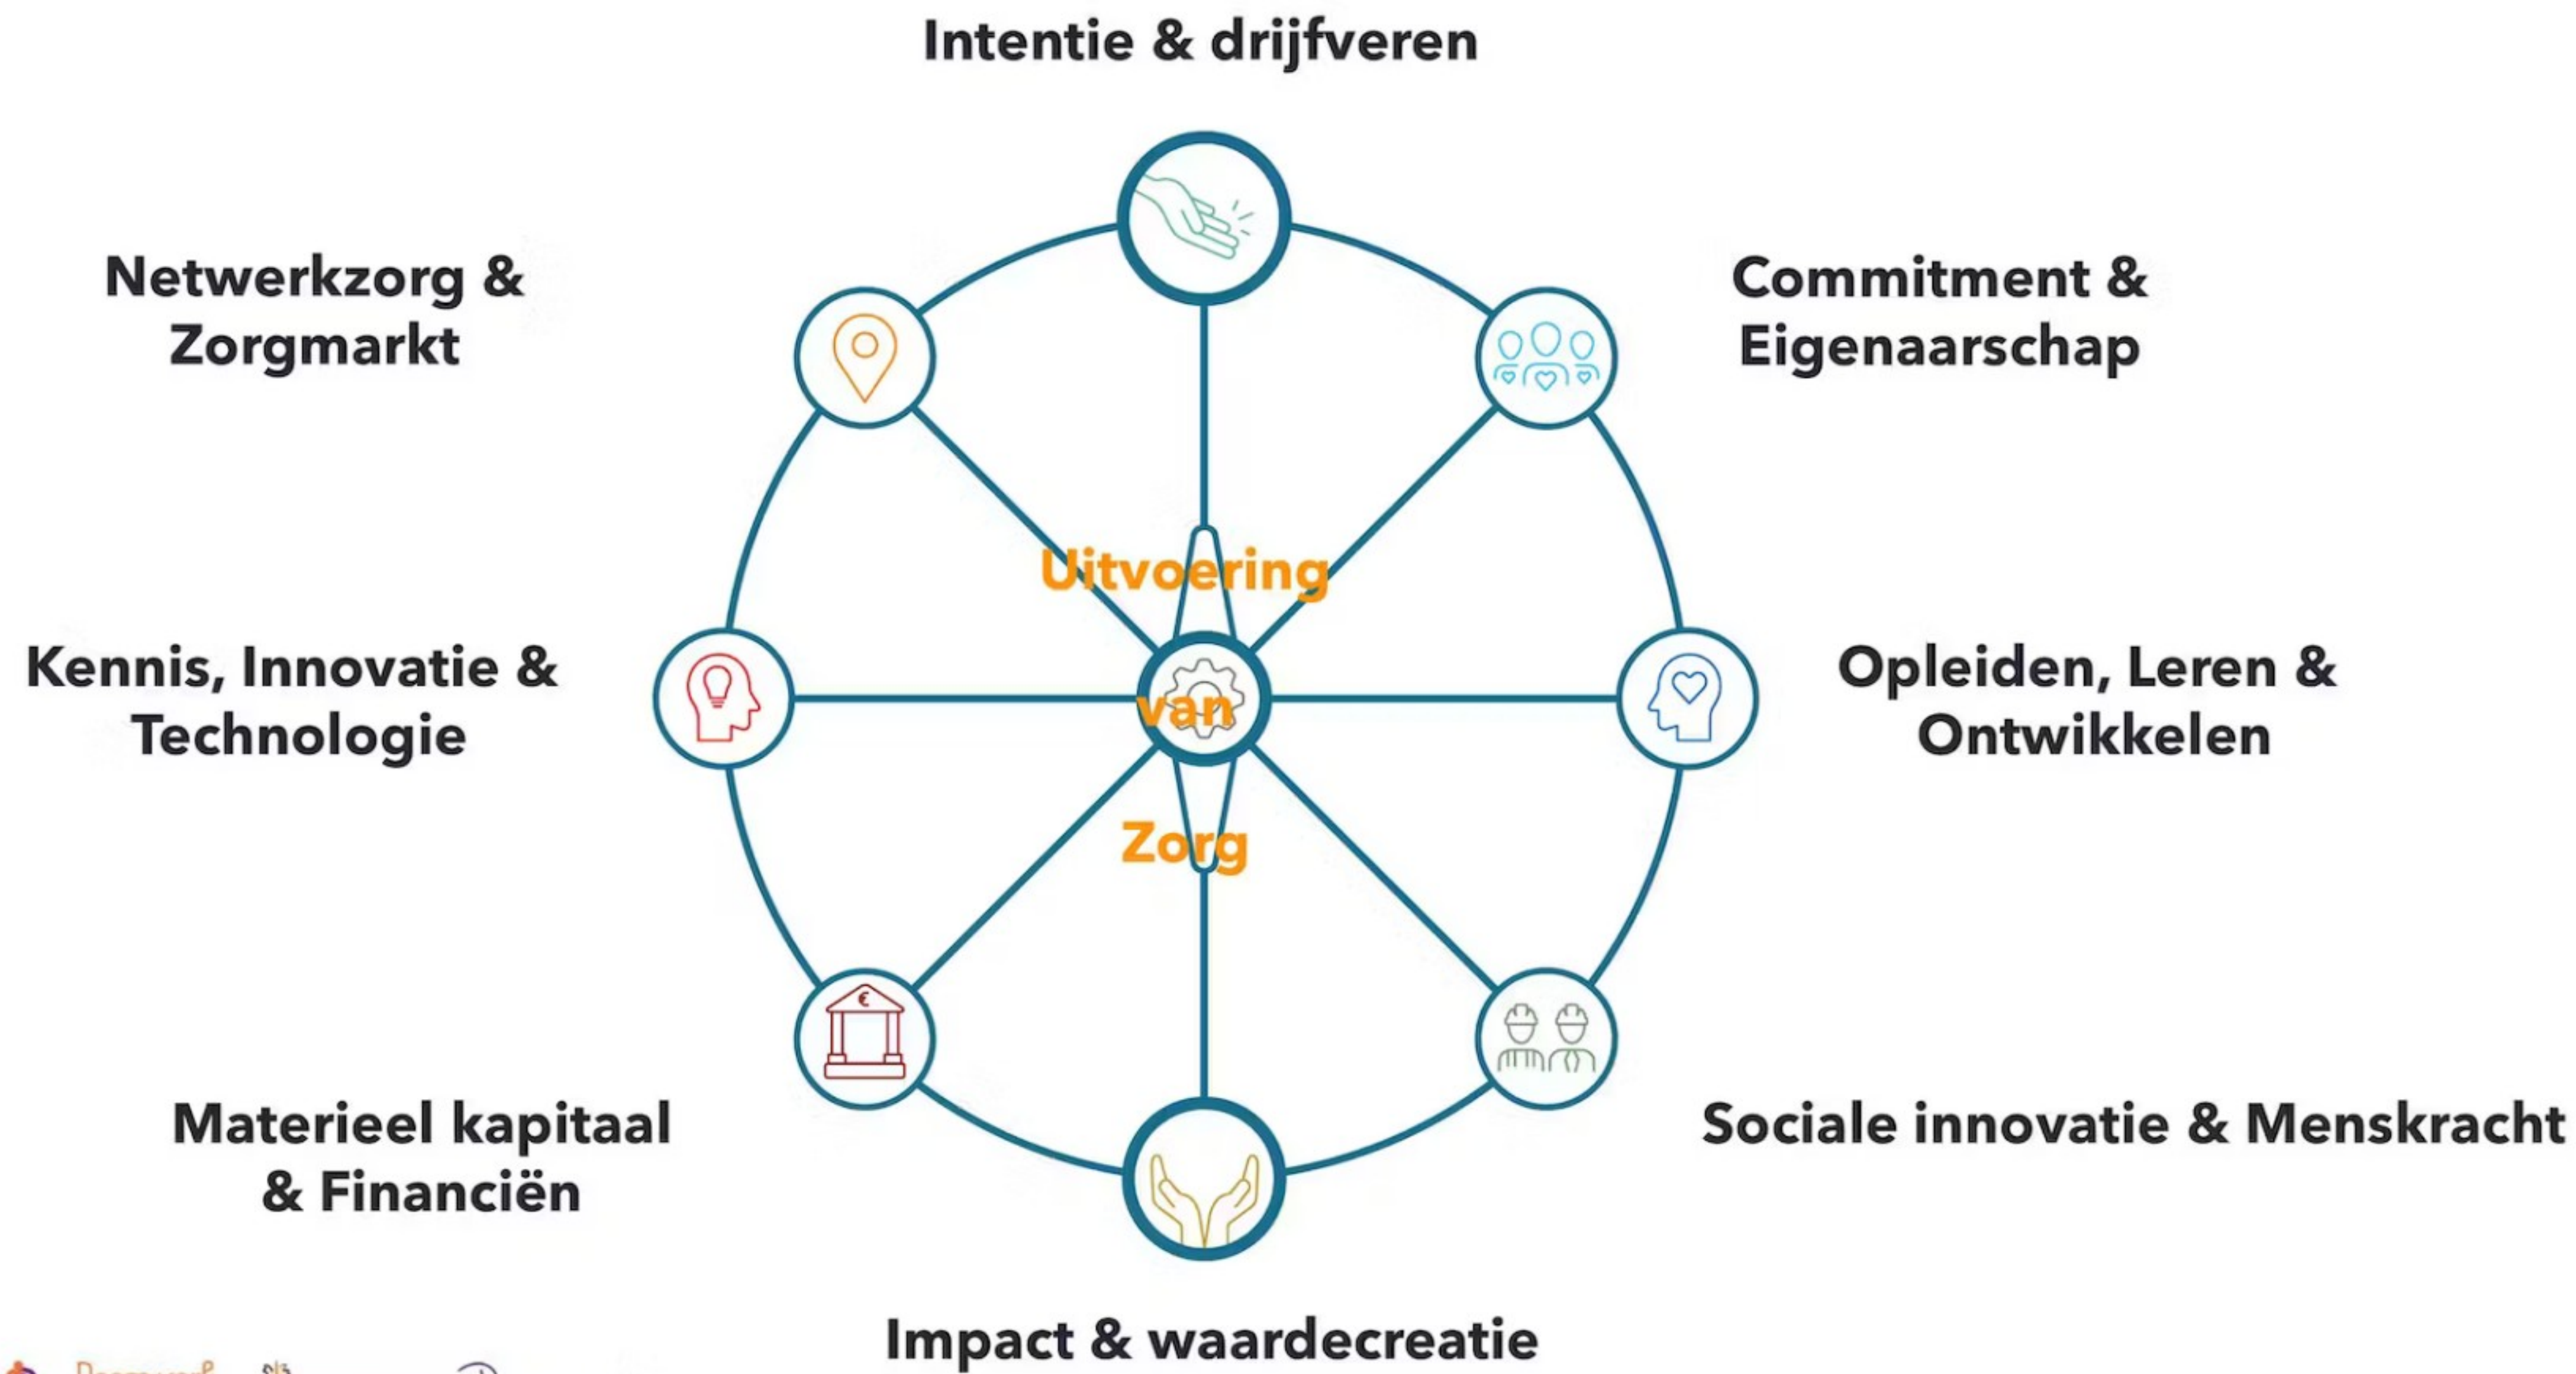 Intentie & drijfveren
Netwerkzorg &
Zorgmarkt
Commitment &
Eigenaarschap
Uitvoering
van
Zorg
Kennis, Innovatie &
Technologie
Opleiden, Leren &
Ontwikkelen
€
Materieel kapitaal
& Financiën
Sociale innovatie & Menskracht
Impact & waardecreatie